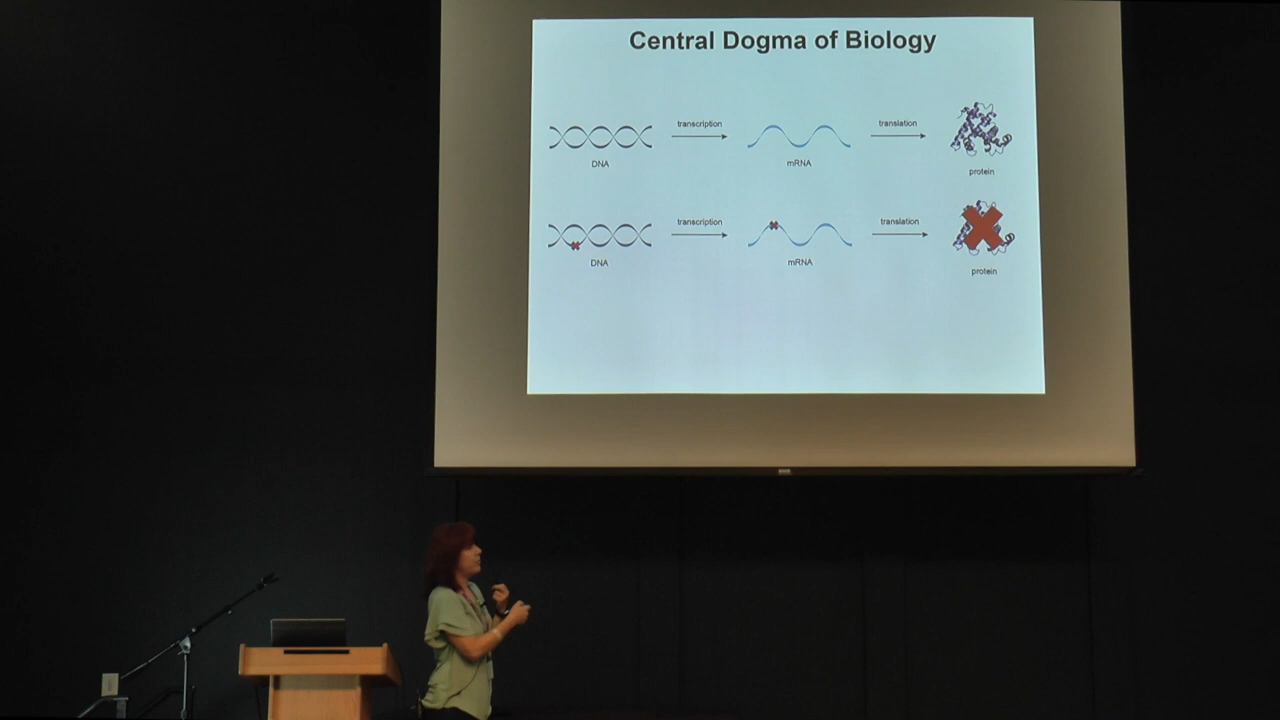 Central Dogma of Biology
transcription
translation
DNA
mRNA
protein
transcription
translation
DNA
mRNA
protein